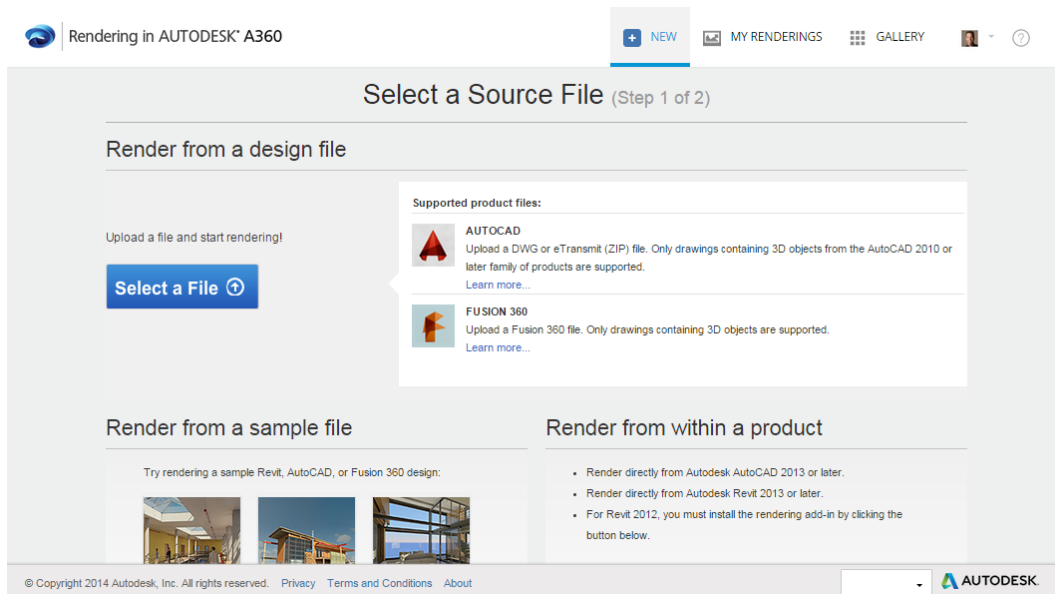 Rendering in AUTODESK® A360
NEW
MY RENDERINGS
GALLERY
?
Select a Source File (Step 1 of 2)
Render from a design file
Upload a file and start rendering!
Select a File
Supported product files:
AUTOCAD
Upload a DWG or eTransmit (ZIP) file. Only drawings containing 3D objects from the AutoCAD 2010 or
later family of products are supported.
Learn more...
FUSION 360
Upload a Fusion 360 file. Only drawings containing 3D objects are supported.
Learn more...
Render from a sample file
Try rendering a sample Revit, AutoCAD, or Fusion 360 design:
Render from within a product
• Render directly from Autodesk AutoCAD 2013 or later.
• Render directly from Autodesk Revit 2013 or later.
• For Revit 2012, you must install the rendering add-in by clicking the
button below.
© Copyright 2014 Autodesk, Inc. All rights reserved. Privacy Terms and Conditions About
AUTODESK.